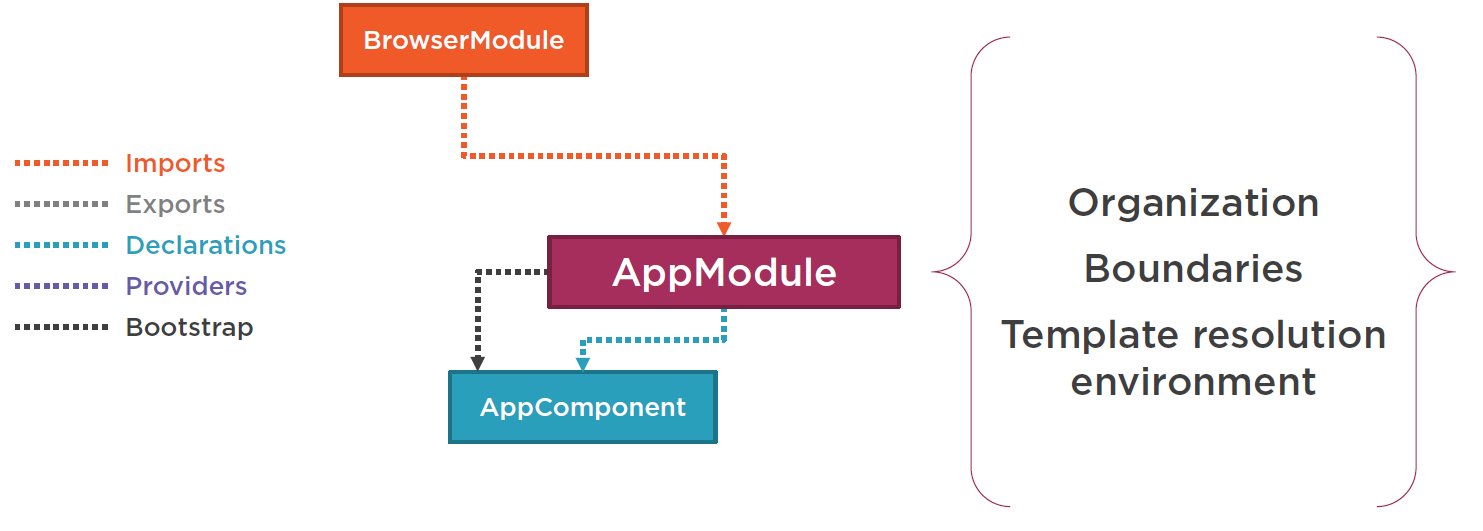 BrowserModule
Imports
Exports
Declarations
Providers
Bootstrap
AppModule
AppComponent
Organization
Boundaries
Template resolution
environment